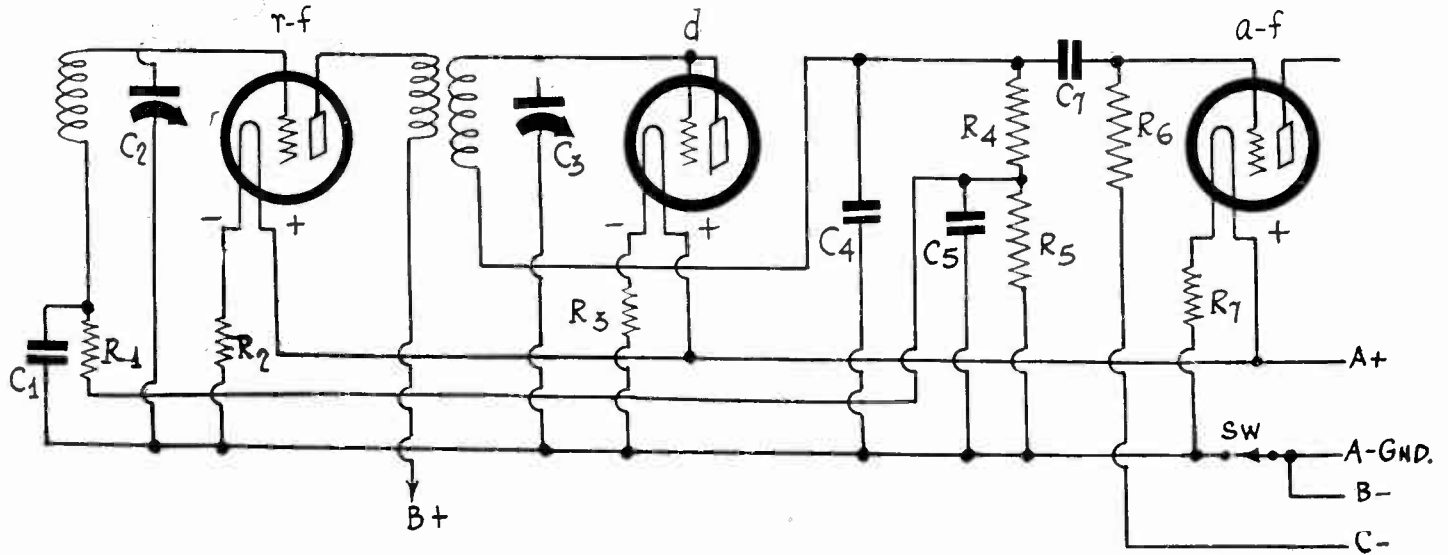 r-f
d
a-f
C2
C3
C7
R4
R6
- +
- +
C4
C5
R5
+
R3
R7
C1
R1
R2
A+
SW
A-GND.
B-
B+
C-